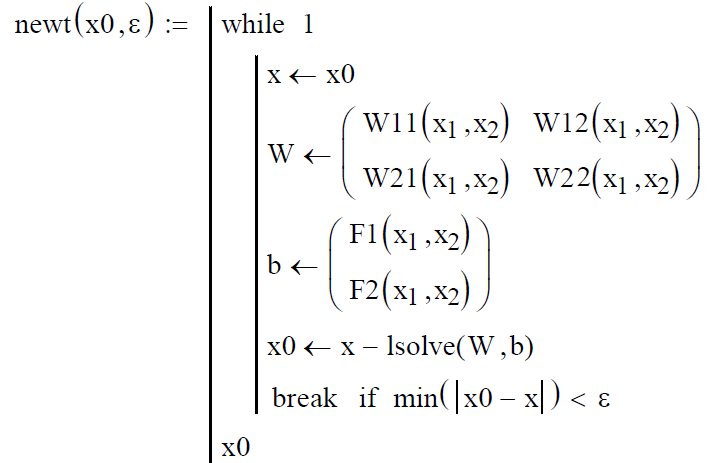 newt(x0,ε) := while 1
x ← x0
W ← ( W11(x1,x2) W12(x1,x2)
W21(x1,x2) W22(x1,x2) )
b ← ( F1(x1,x2)
F2(x1,x2) )
x0 ← x − lsolve(W,b)
break if min(|x0 − x|) < ε
x0